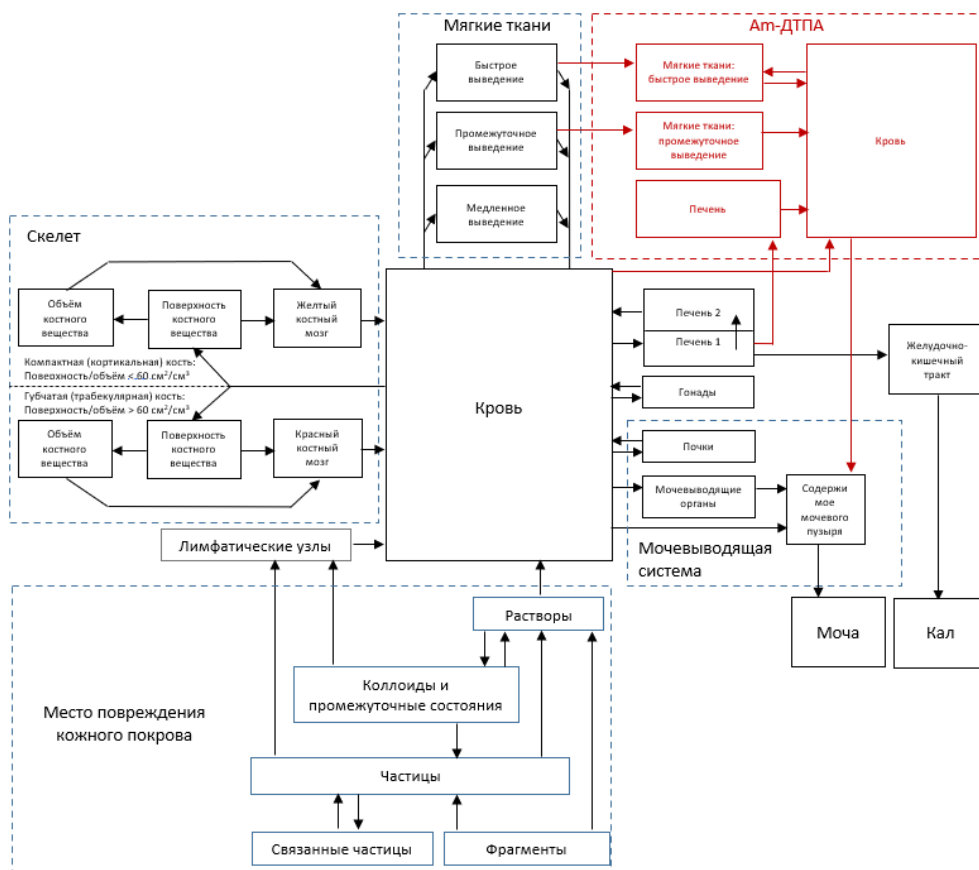 Мягкие ткани
Быстрое
выведение
Промежуточное
выведение
Медленное
выведение
Am-ДТПА
Мягкие ткани:
быстрое выведение
Мягкие ткани:
промежуточное
выведение
Печень
Кровь
Скелет
Объём
костного
вещества
Поверхность
костного
вещества
Желтый
костный
мозг
Компактная (кортикальная) кость:
Поверхность/объём < 60 см²/см³
Губчатая (трабекулярная) кость:
Поверхность/объём > 60 см²/см³
Объём
костного
вещества
Поверхность
костного
вещества
Красный
костный
мозг
Кровь
Печень 2
Печень 1
Гонады
Почки
Мочевыводящие
органы
Содержи
мое
мочевого
пузыря
Мочевыводящая
система
Желудочно-
кишечный
тракт
Моча
Кал
Лимфатические узлы
Место повреждения
кожного покрова
Растворы
Коллоиды и
промежуточные состояния
Частицы
Связанные частицы
Фрагменты